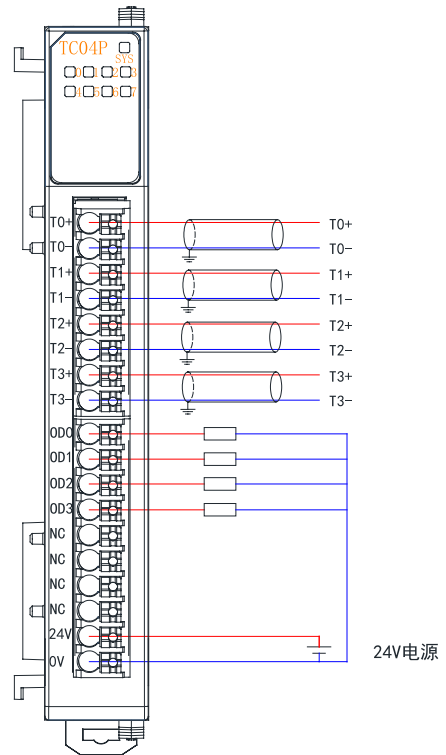 TC04P
SYS
0 1 2 3
4 5 6 7
T0+ T0+
T0- T0-
T1+ T1+
T1- T1-
T2+ T2+
T2- T2-
T3+ T3+
T3- T3-
OD0
OD1
OD2
OD3
NC
NC
NC
NC
24V
0V
24V电源